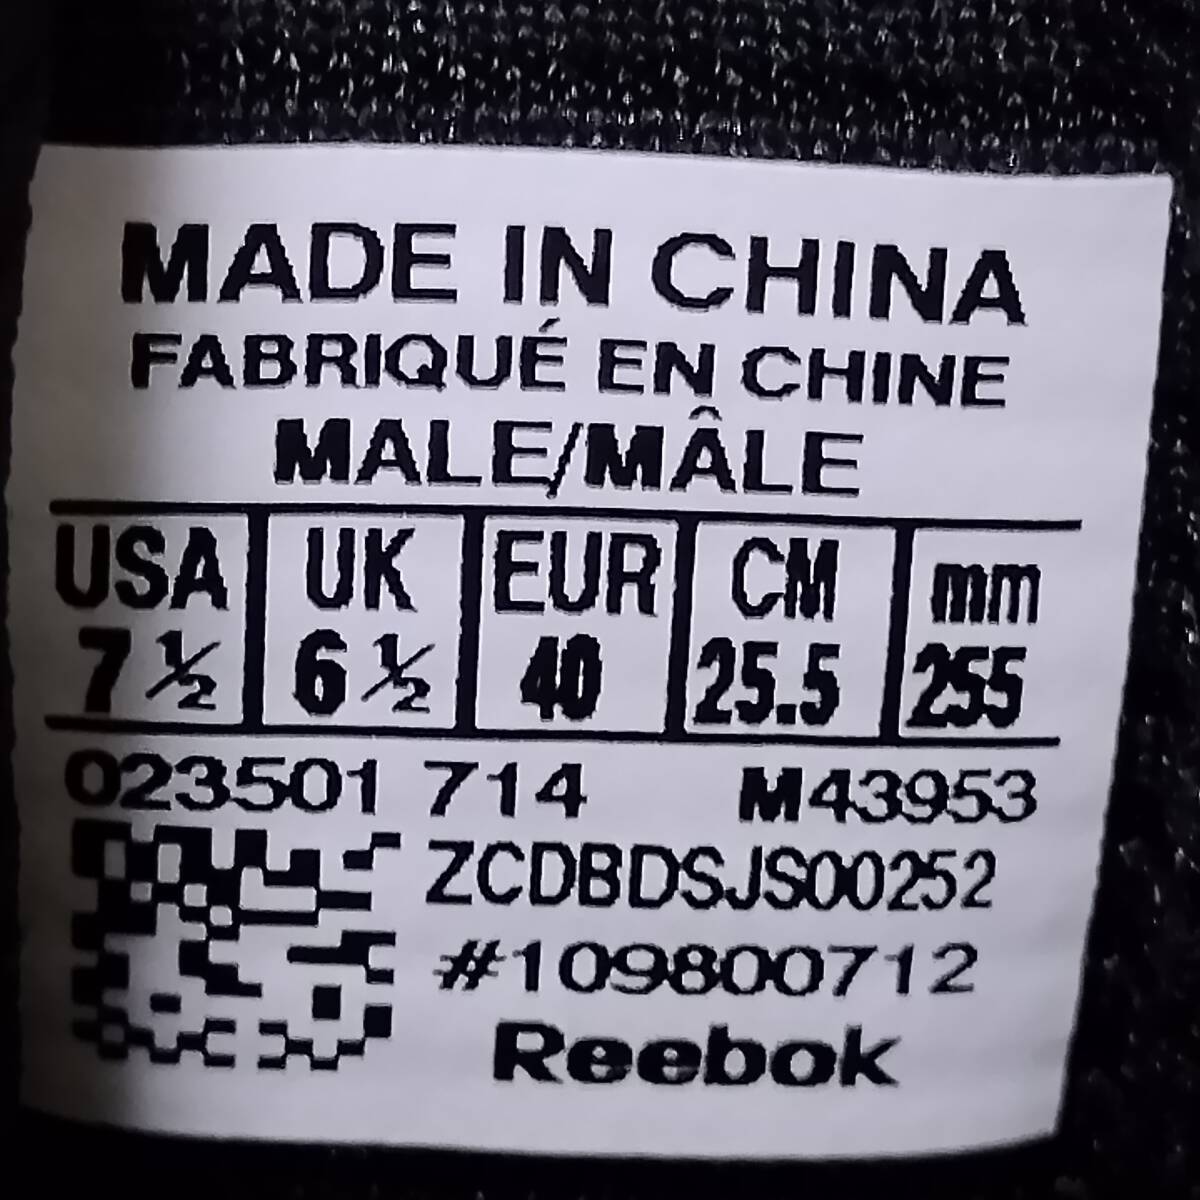 MADE IN CHINA
FABRIQUÉ EN CHINE
MALE/MÂLE
USA UK EUR CM mm
7 ½ 6 ½ 40 25.5 255
023501 714 M43953
ZCDBDSJS00252
#109800712
Reebok